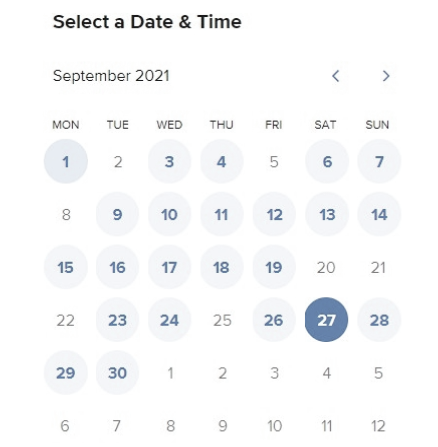 Select a Date & Time
September 2021
MON TUE WED THU FRI SAT SUN
1 2 3 4 5 6 7
8 9 10 11 12 13 14
15 16 17 18 19 20 21
22 23 24 25 26 27 28
29 30 1 2 3 4 5
6 7 8 9 10 11 12